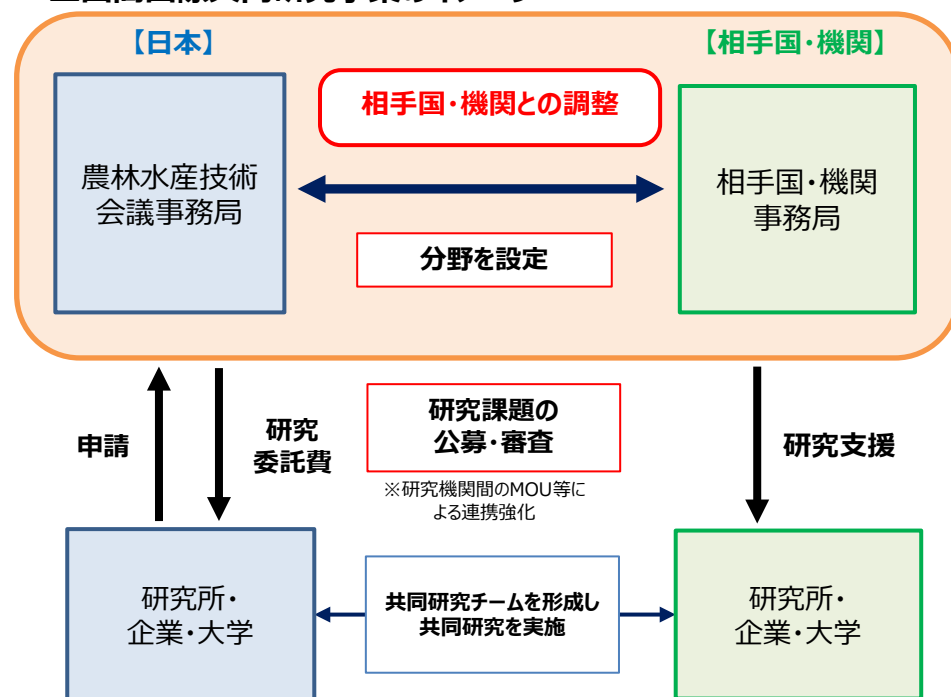 【日本】
【相手国・機関】
相手国・機関との調整
農林水産技術
会議事務局
相手国・機関
事務局
分野を設定
申請
研究
委託費
研究課題の
公募・審査
※研究機関間のMOU等に
よる連携強化
研究支援
研究所・
企業・大学
共同研究チームを形成し
共同研究を実施
研究所・
企業・大学